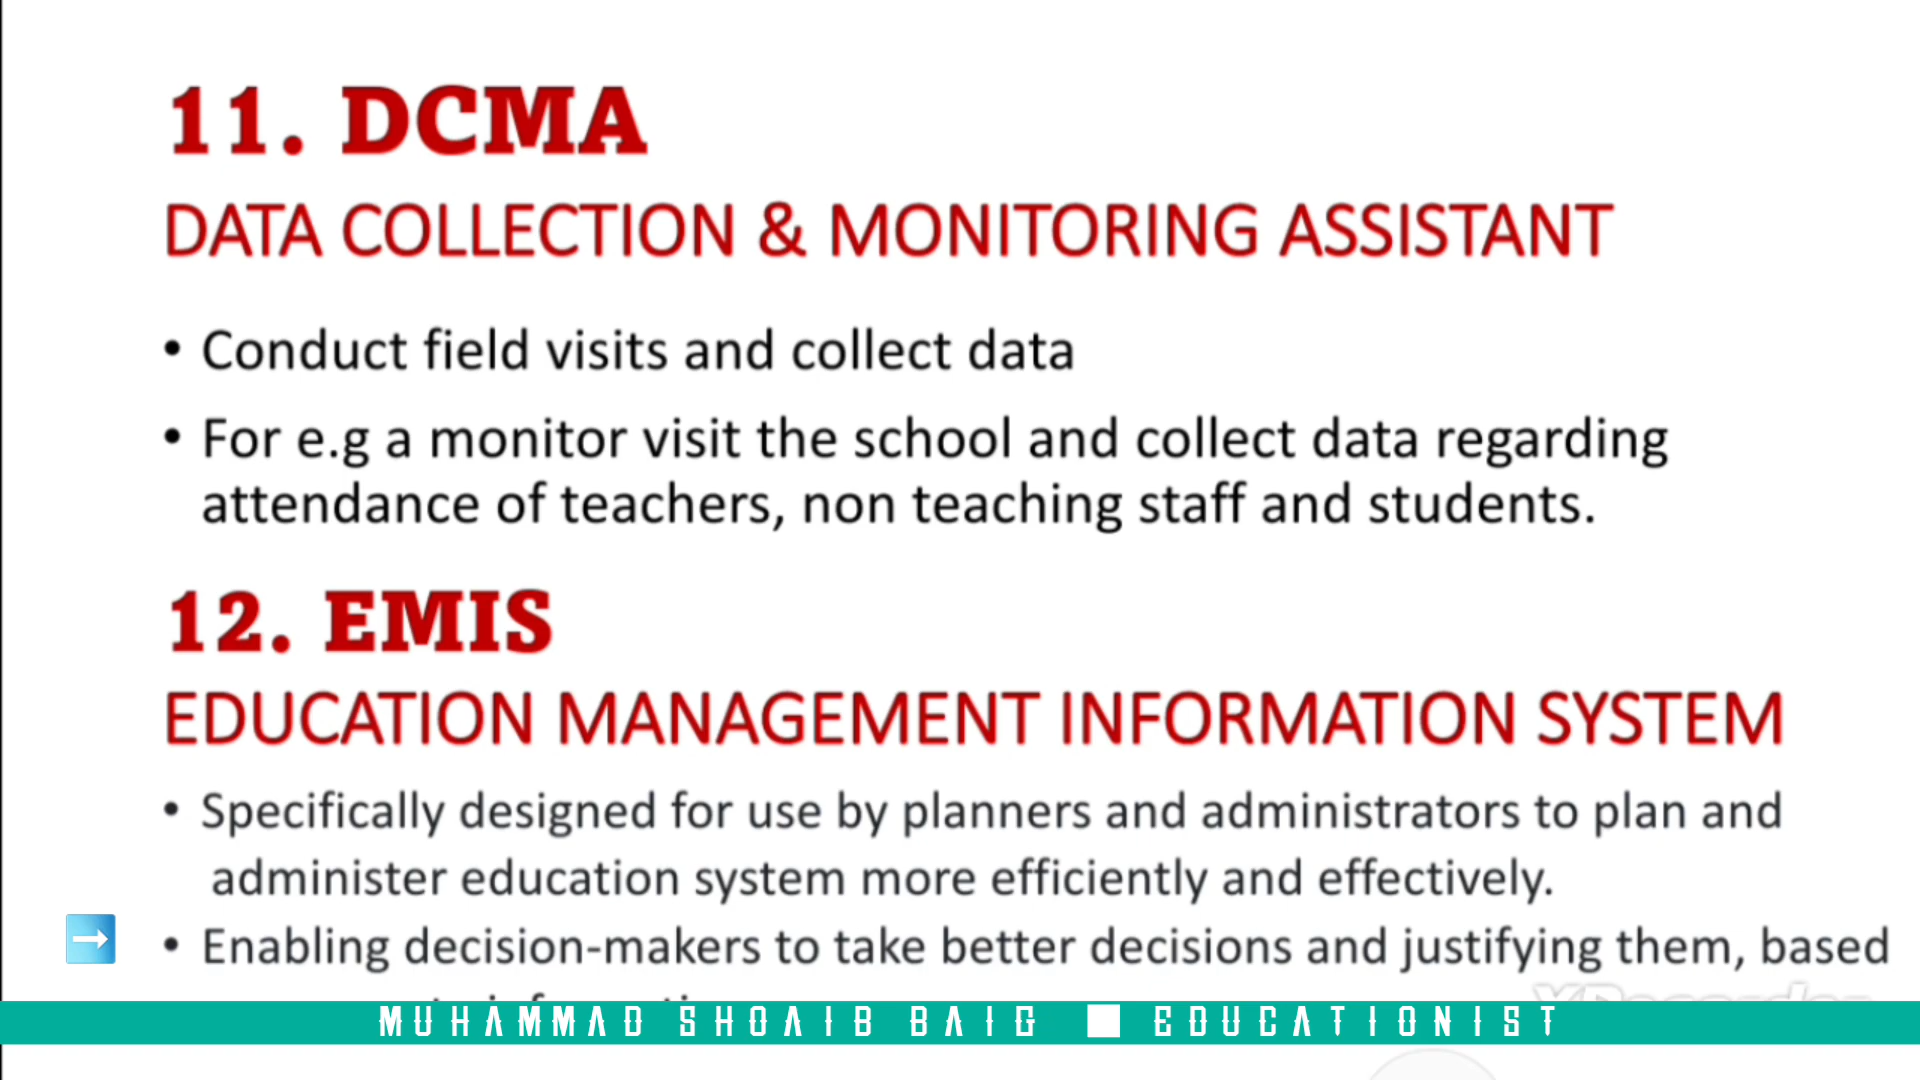 11. DCMA
DATA COLLECTION & MONITORING ASSISTANT
• Conduct field visits and collect data
• For e.g a monitor visit the school and collect data regarding
attendance of teachers, non teaching staff and students.
12. EMIS
EDUCATION MANAGEMENT INFORMATION SYSTEM
• Specifically designed for use by planners and administrators to plan and
administer education system more efficiently and effectively.
• Enabling decision-makers to take better decisions and justifying them, based
MUHAMMAD SHOAIB BAIG EDUCATIONIST